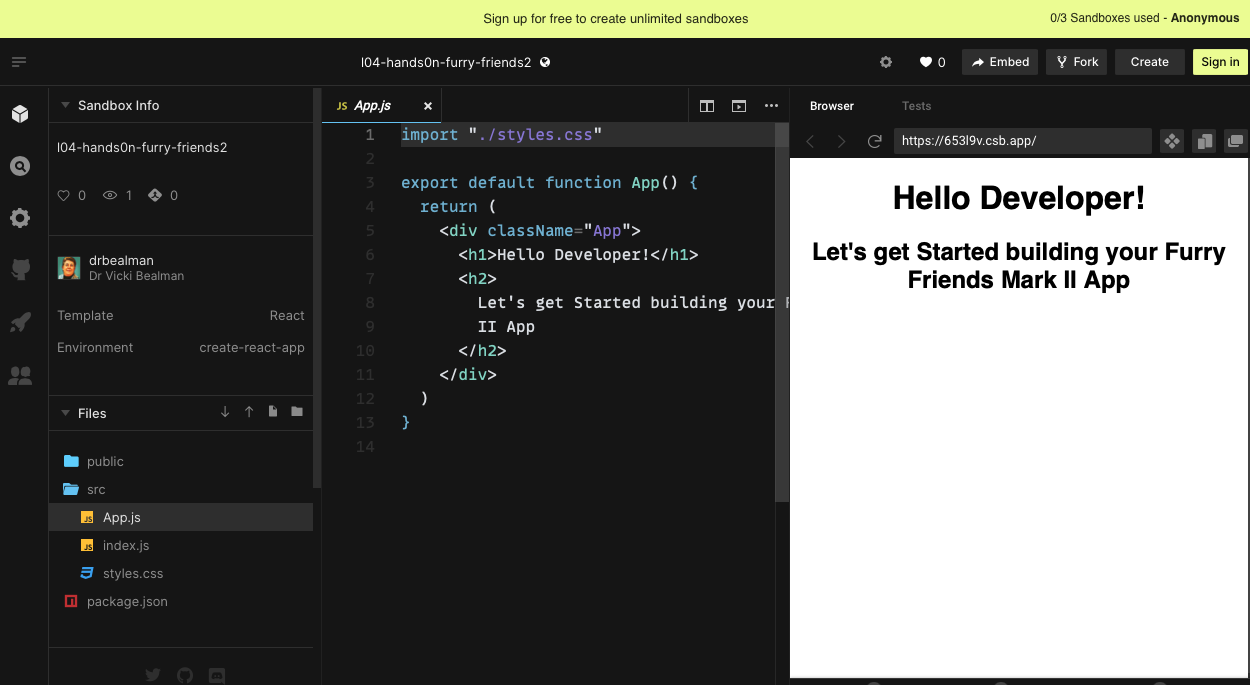 Sign up for free to create unlimited sandboxes
0/3 Sandboxes used - Anonymous
l04-hands0n-furry-friends2
0
Embed
Fork
Create
Sign in
Sandbox Info
l04-hands0n-furry-friends2
0 1 0
drbealman
Dr Vicki Bealman
Template React
Environment create-react-app
Files
public
src
JS App.js
JS index.js
styles.css
package.json
JS App.js ×
1 import "./styles.css"
2
3 export default function App() {
4 return (
5 <div className="App">
6 <h1>Hello Developer!</h1>
7 <h2>
8 Let's get Started building your F
9 II App
10 </h2>
11 </div>
12 )
13 }
14
Browser Tests
https://653l9v.csb.app/
Hello Developer!
Let's get Started building your Furry
Friends Mark II App